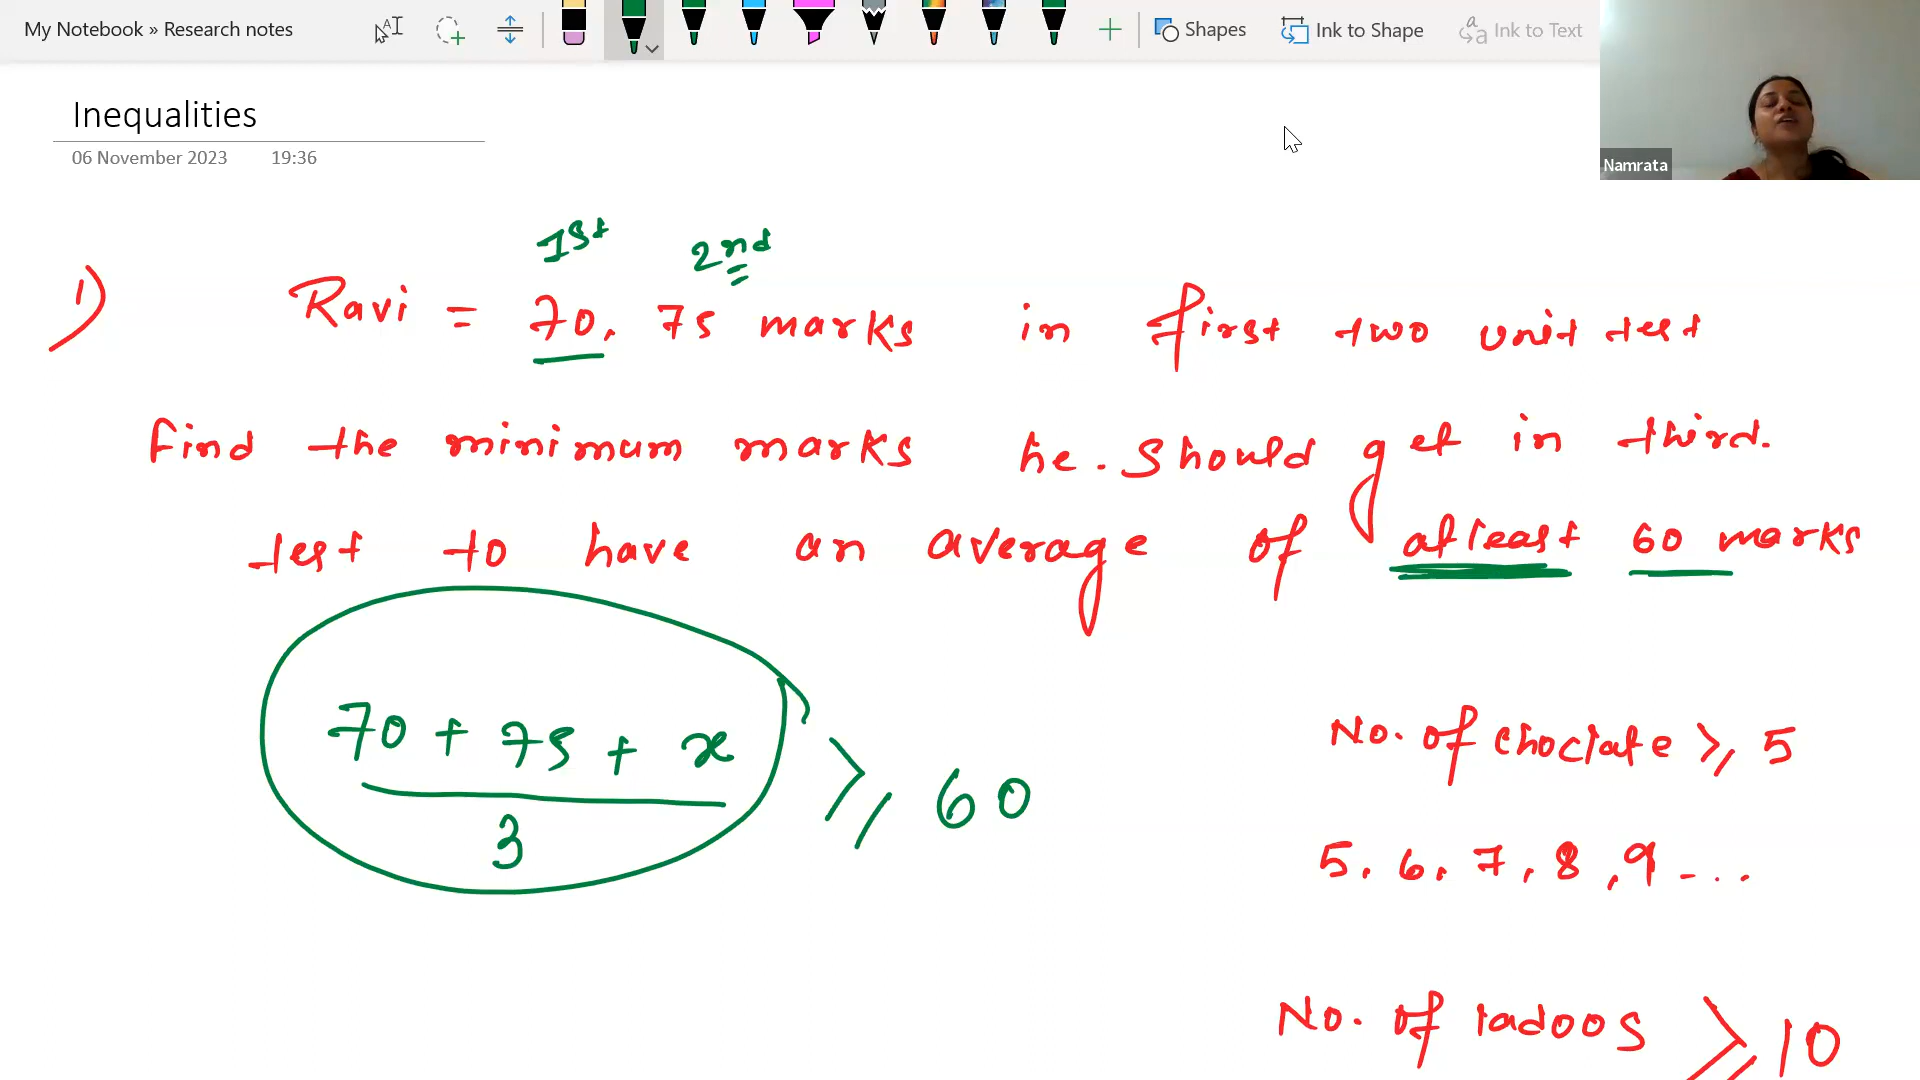 My Notebook » Research notes
Shapes
Ink to Shape
Ink to Text
Namrata
Inequalities
06 November 2023 19:36
1st 2nd
1) Ravi = 70, 75 marks in first two unit test
find the minimum marks he. should get in third.
test to have an average of atleast 60 marks
70 + 75 + x
3
⩾ 60
No. of choclate ⩾ 5
5, 6, 7, 8, 9 - ...
No. of ladoos ⩾ 10